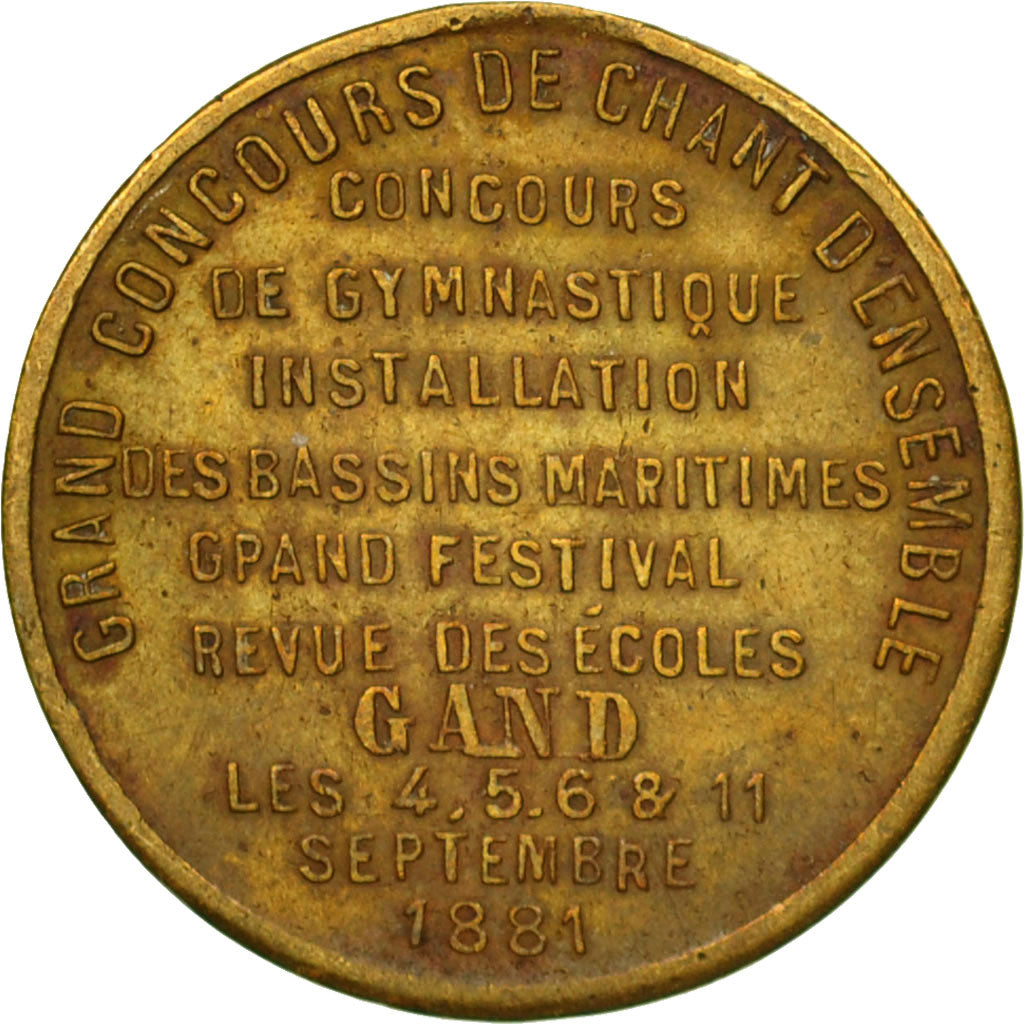 GRAND CONCOURS DE CHANT D'ENSEMBLE
CONCOURS
DE GYMNASTIQUE
INSTALLATION
DES BASSINS MARITIMES
GPAND FESTIVAL
REVUE DES ÉCOLES
GAND
LES 4, 5. 6 & 11
SEPTEMBRE
1881